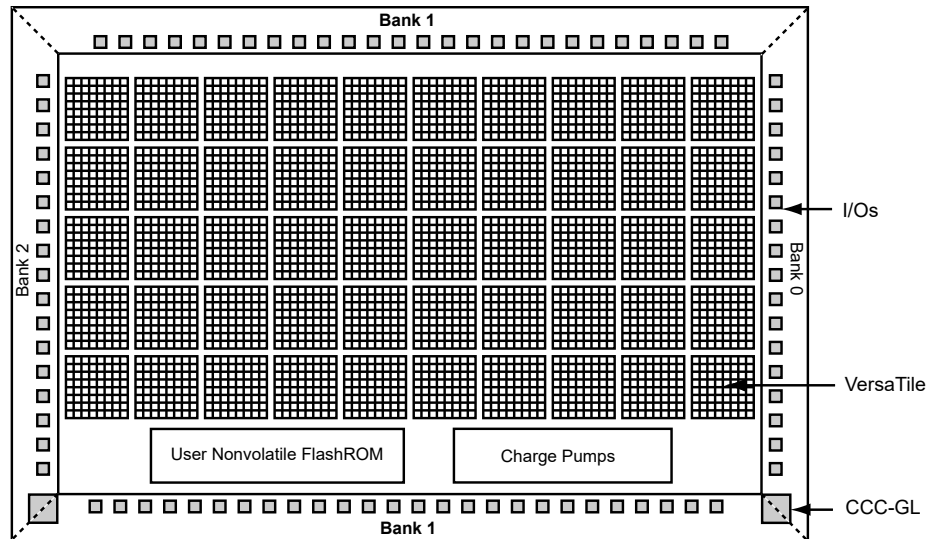 Bank 1
I/Os
Bank 2
Bank 0
VersaTile
User Nonvolatile FlashROM
Charge Pumps
CCC-GL
Bank 1